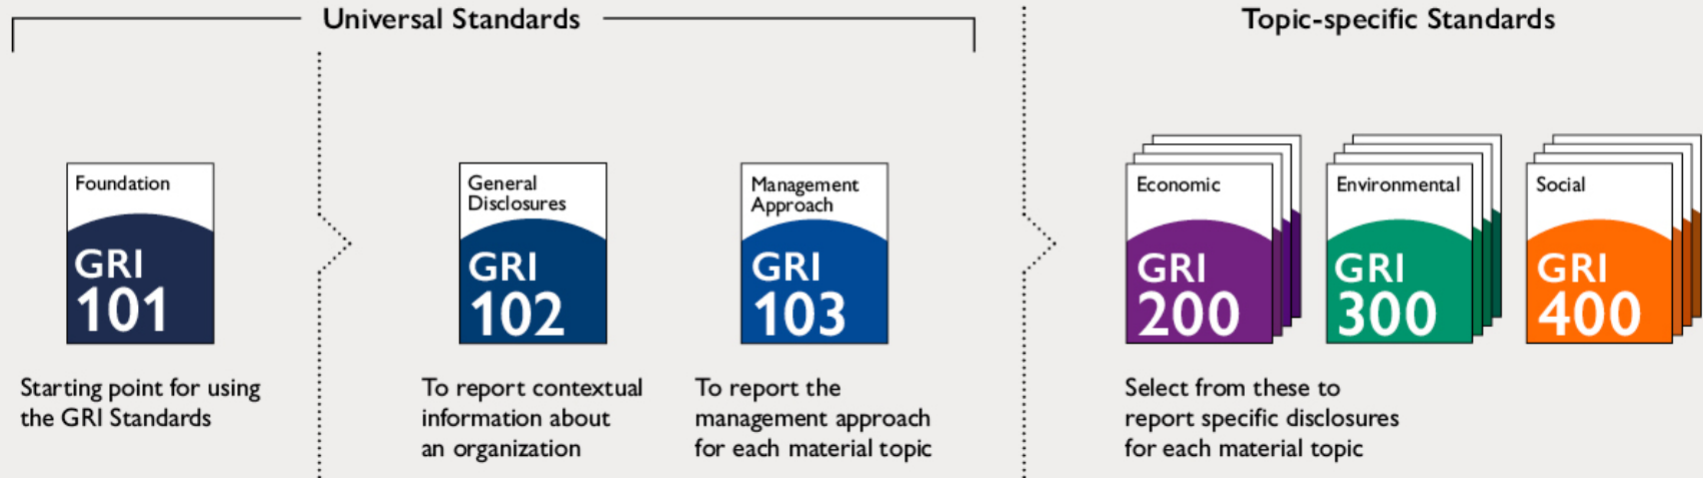 Universal Standards
Topic-specific Standards
Foundation
GRI
101
Starting point for using
the GRI Standards
General
Disclosures
GRI
102
To report contextual
information about
an organization
Management
Approach
GRI
103
To report the
management approach
for each material topic
Economic
GRI
200
Environmental
GRI
300
Social
GRI
400
Select from these to
report specific disclosures
for each material topic